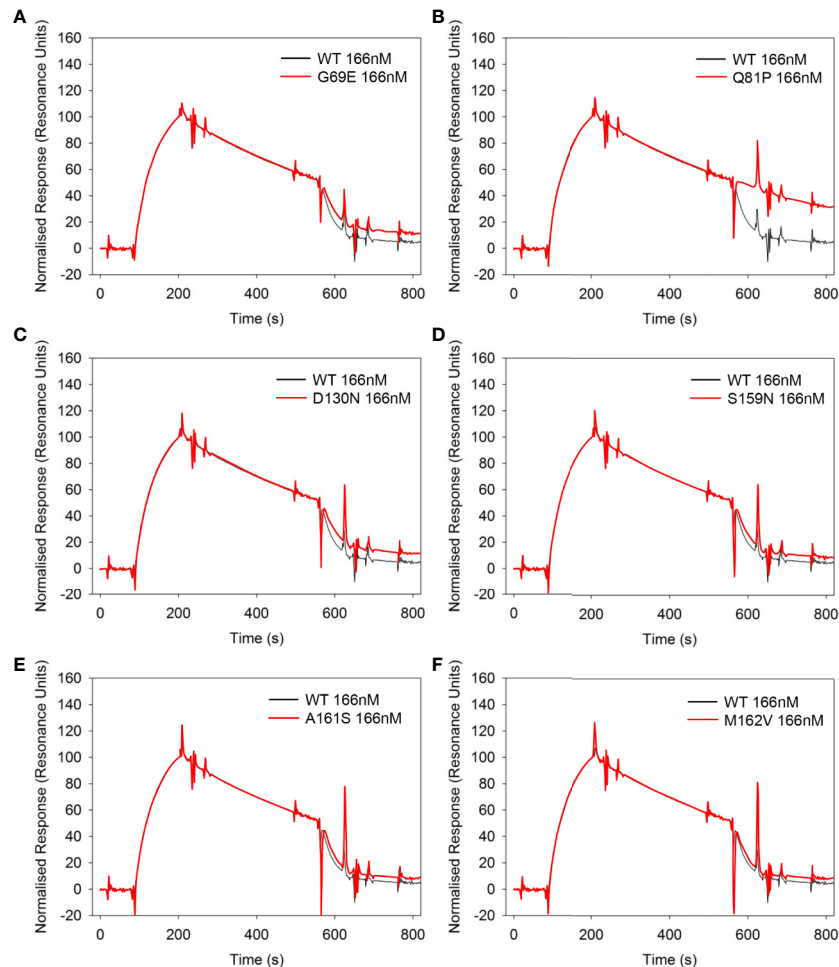 A
Normalised Response (Resonance Units)
160
140
120
100
80
60
40
20
0
-20
WT 166nM
G69E 166nM
0 200 400 600 800
Time (s)
B
Normalised Response (Resonance Units)
160
140
120
100
80
60
40
20
0
-20
WT 166nM
Q81P 166nM
0 200 400 600 800
Time (s)
C
Normalised Response (Resonance Units)
160
140
120
100
80
60
40
20
0
-20
WT 166nM
D130N 166nM
0 200 400 600 800
Time (s)
D
Normalised Response (Resonance Units)
160
140
120
100
80
60
40
20
0
-20
WT 166nM
S159N 166nM
0 200 400 600 800
Time (s)
E
Normalised Response (Resonance Units)
160
140
120
100
80
60
40
20
0
-20
WT 166nM
A161S 166nM
0 200 400 600 800
Time (s)
F
Normalised Response (Resonance Units)
160
140
120
100
80
60
40
20
0
-20
WT 166nM
M162V 166nM
0 200 400 600 800
Time (s)